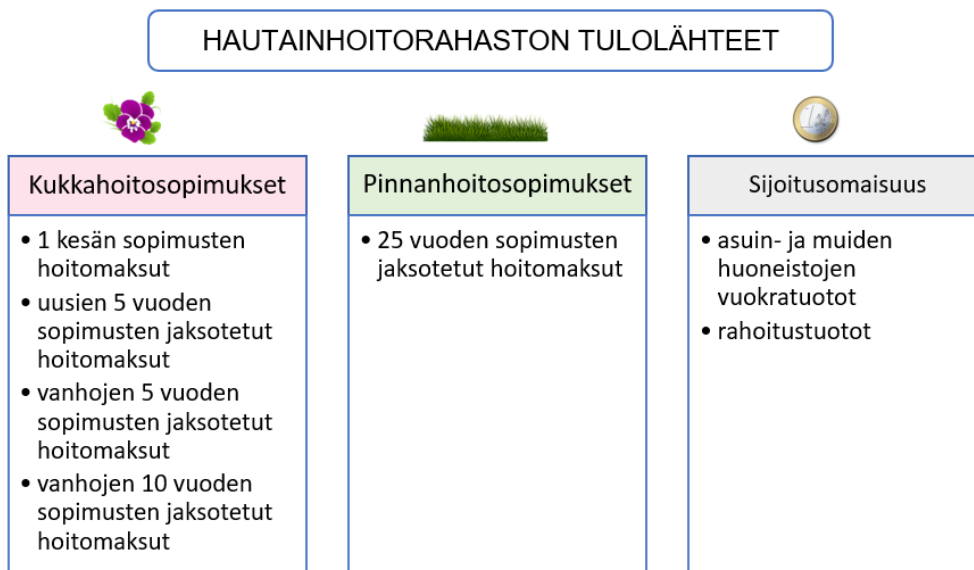 HAUTAINHOITORAHASTON TULOLÄHTEET
Kukkahoitosopimukset
• 1 kesän sopimusten
hoitomaksut
• uusien 5 vuoden
sopimusten jaksotetut
hoitomaksut
• vanhojen 5 vuoden
sopimusten jaksotetut
hoitomaksut
• vanhojen 10 vuoden
sopimusten jaksotetut
hoitomaksut
Pinnanhoitosopimukset
• 25 vuoden sopimusten
jaksotetut hoitomaksut
Sijoitusomaisuus
• asuin- ja muiden
huoneistojen
vuokratuotot
• rahoitustuotot